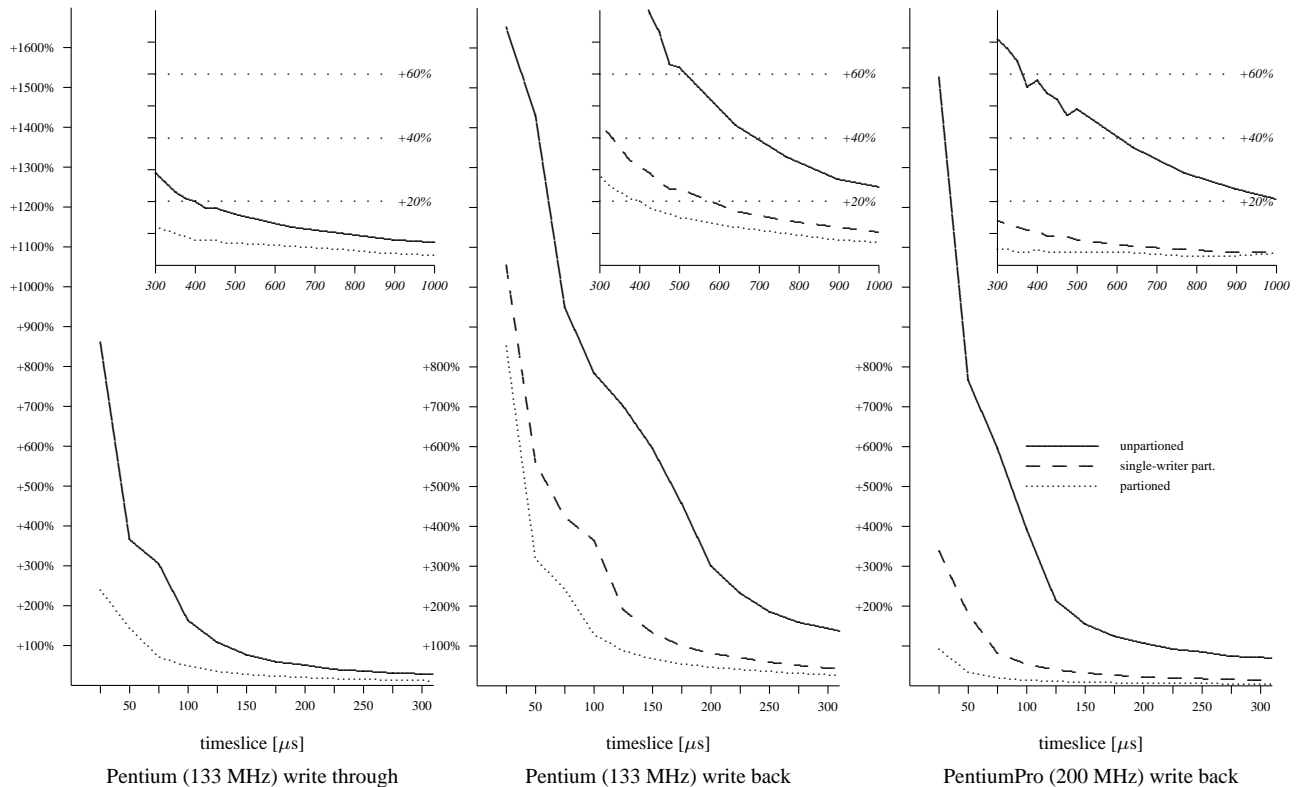 +1600%
+1500%
+1400%
+1300%
+1200%
+1100%
+1000%
+900%
+800%
+700%
+600%
+500%
+400%
+300%
+200%
+100%
+60%
+40%
+20%
300 400 500 600 700 800 900 1000
50 100 150 200 250 300
timeslice [μs]
Pentium (133 MHz) write through
+800%
+700%
+600%
+500%
+400%
+300%
+200%
+100%
+60%
+40%
+20%
300 400 500 600 700 800 900 1000
50 100 150 200 250 300
timeslice [μs]
Pentium (133 MHz) write back
+800%
+700%
+600%
+500%
+400%
+300%
+200%
+100%
+60%
+40%
+20%
300 400 500 600 700 800 900 1000
unpartioned
single-writer part.
partioned
50 100 150 200 250 300
timeslice [μs]
PentiumPro (200 MHz) write back